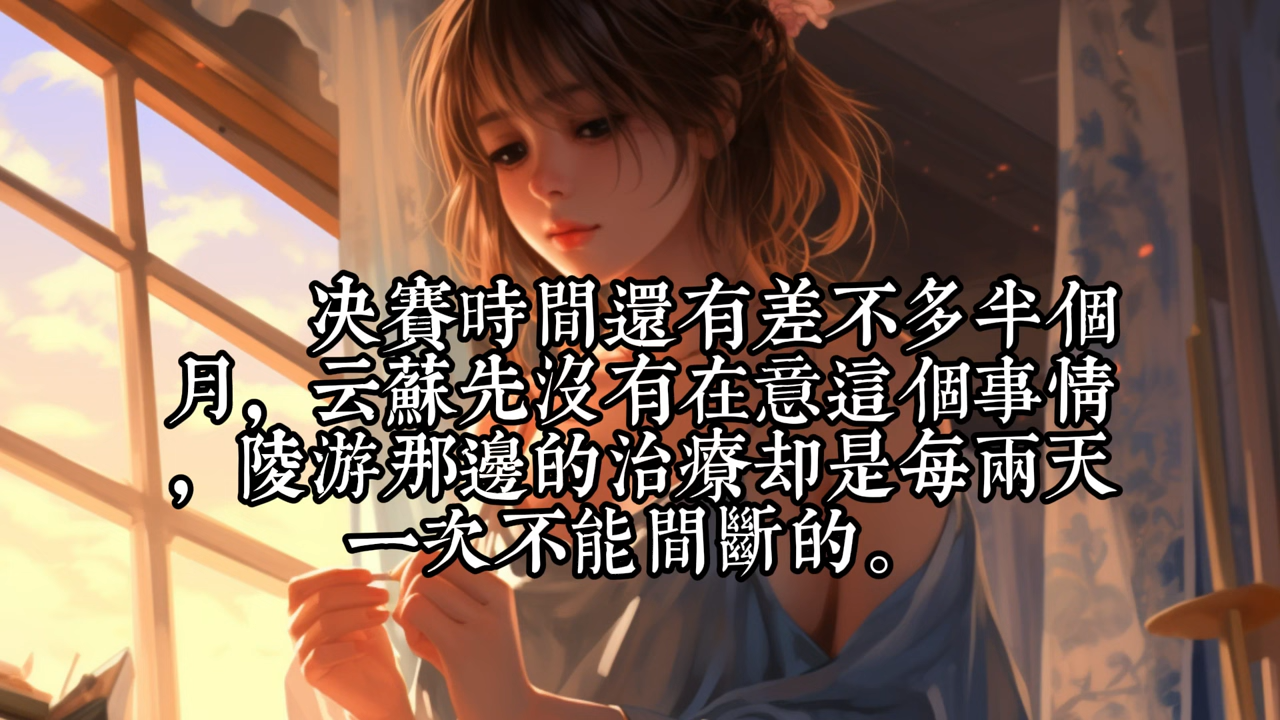 决賽時間還有差不多半個
月，云蘇先沒有在意這個事情
，陵游那邊的治療却是每兩天
一次不能間斷的。